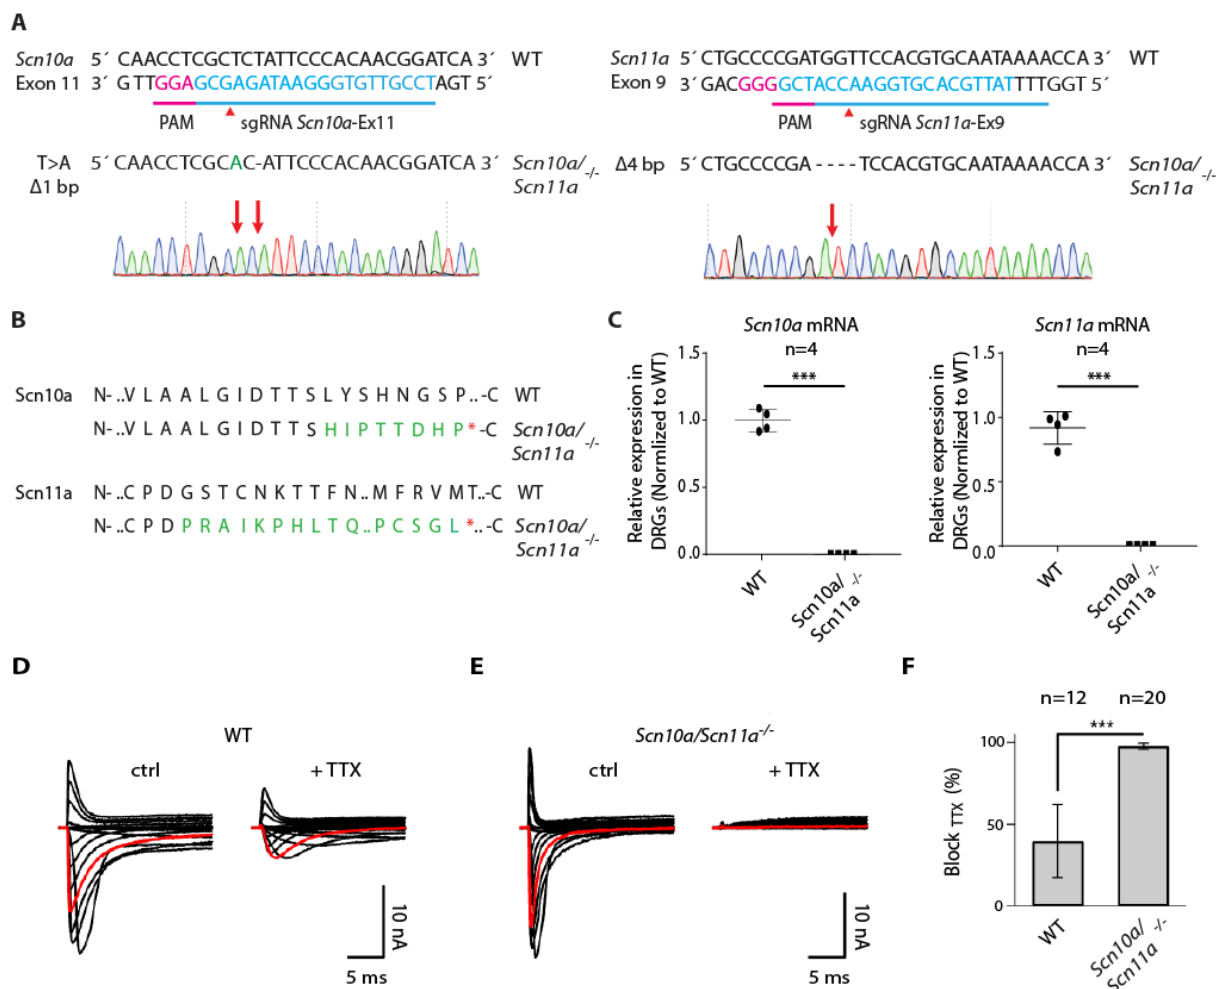 A
Scn10a 5´ CAACCTCGCTCTATTCCCACAACGGATCA 3´ WT
Exon 11 3´ GTTGGAGCGAGATAAGGGTGTTGCCTAGT 5´
PAM sgRNA Scn10a-Ex11
T>A 5´ CAACCTCGCAC-ATTCCCACAACGGATCA 3´ Scn10a/ -/-
Δ1 bp Scn11a
Scn11a 5´ CTGCCCCGATGGTTCCACGTGCAATAAAACCA 3´ WT
Exon 9 3´ GACGGGGCTACCAAGGTGCACGTTATTTTGGT 5´
PAM sgRNA Scn11a-Ex9
Δ4 bp 5´ CTGCCCCGA----TCCACGTGCAATAAAACCA 3´ Scn10a/ -/-
Scn11a
B
Scn10a N- ..V L A A L G I D T T S L Y S H N G S P.. -C WT
N- ..V L A A L G I D T T S H I P T T D H P * -C Scn10a/ -/-
Scn11a
Scn11a N- ..C P D G S T C N K T T F N..M F R V M T..-C WT
N- ..C P D P R A I K P H L T Q..P C S G L *..-C Scn10a/ -/-
Scn11a
C
Scn10a mRNA
n=4
***
Relative expression in
DRGs (Normlized to WT)
1.5
1.0
0.5
0.0
WT
Scn10a/ -/-
Scn11a
Scn11a mRNA
n=4
***
Relative expression in
DRGs (Normlized to WT)
1.5
1.0
0.5
0.0
WT
Scn10a/ -/-
Scn11a
D
WT
ctrl + TTX
10 nA
5 ms
E
Scn10a/Scn11a-/-
ctrl + TTX
10 nA
5 ms
F
n=12 n=20
***
Block TTX (%)
100
50
0
WT
Scn10a/ -/-
Scn11a